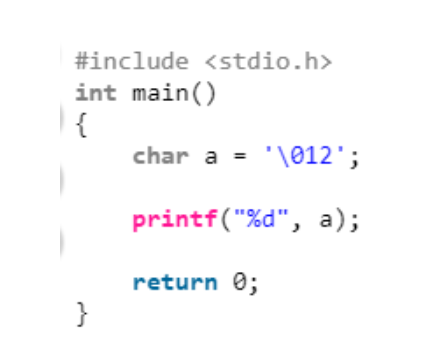 #include <stdio.h>
int main()
{
    char a = '\012';
    printf("%d", a);
    return 0;
}